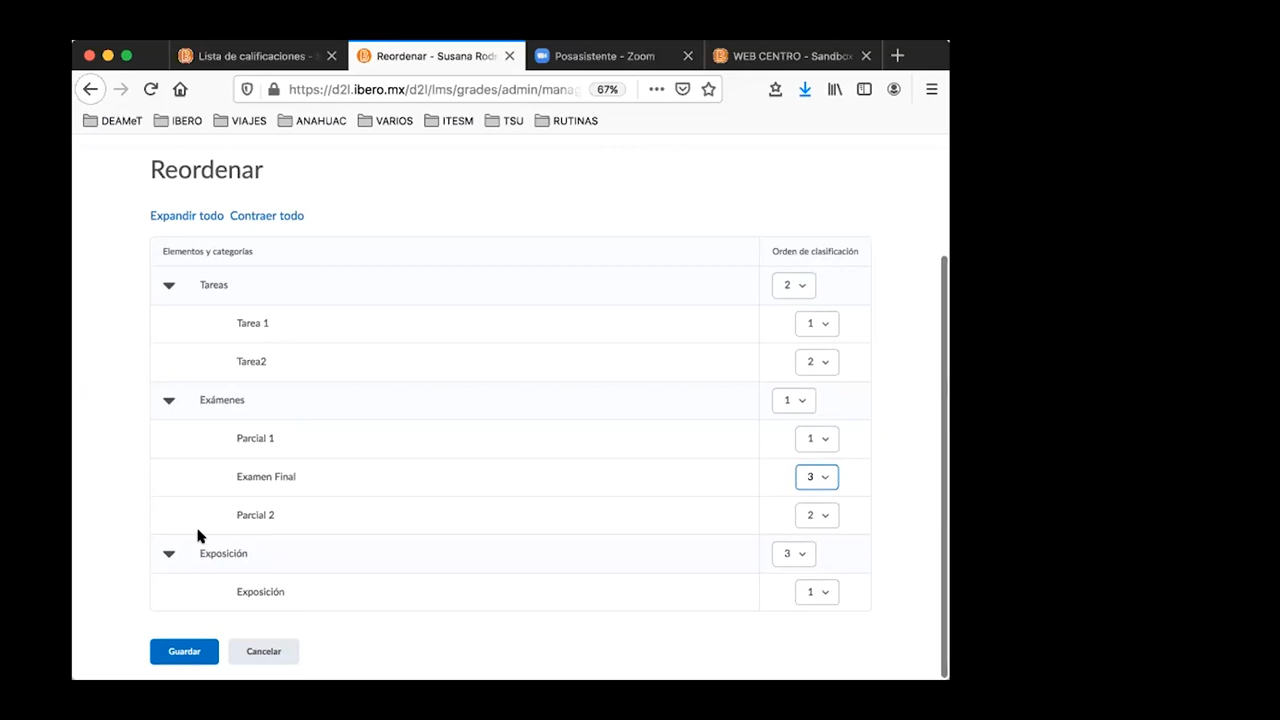 Lista de calificaciones -
Reordenar - Susana Rodr
Posasistente - Zoom
WEB CENTRO - Sandbox
https://d2l.ibero.mx/d2l/lms/grades/admin/manag
67%
DEAMeT IBERO VIAJES ANAHUAC VARIOS ITESM TSU RUTINAS
Reordenar
Expandir todo Contraer todo
Elementos y categorías Orden de clasificación
Tareas 2
Tarea 1 1
Tarea2 2
Exámenes 1
Parcial 1 1
Examen Final 3
Parcial 2 2
Exposición 3
Exposición 1
Guardar Cancelar